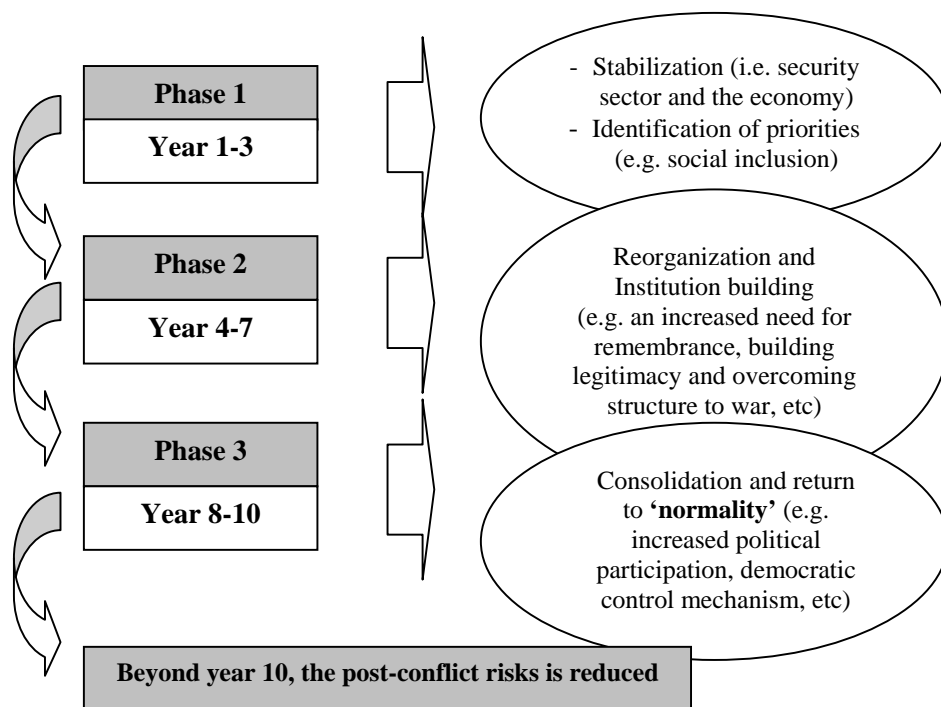 Phase 1
Year 1-3
- Stabilization (i.e. security
sector and the economy)
- Identification of priorities
(e.g. social inclusion)
Phase 2
Year 4-7
Reorganization and
Institution building
(e.g. an increased need for
remembrance, building
legitimacy and overcoming
structure to war, etc)
Phase 3
Year 8-10
Consolidation and return
to ‘normality’ (e.g.
increased political
participation, democratic
control mechanism, etc)
Beyond year 10, the post-conflict risks is reduced